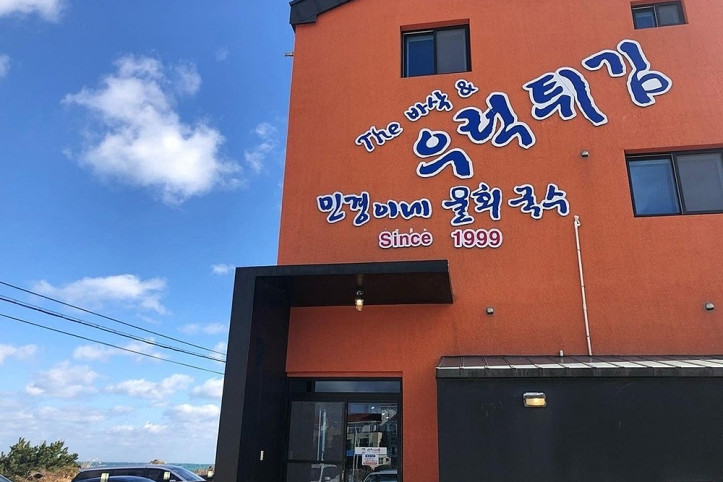 The 바삭 & 우럭튀김
민경이네 물회 국수
Since 1999